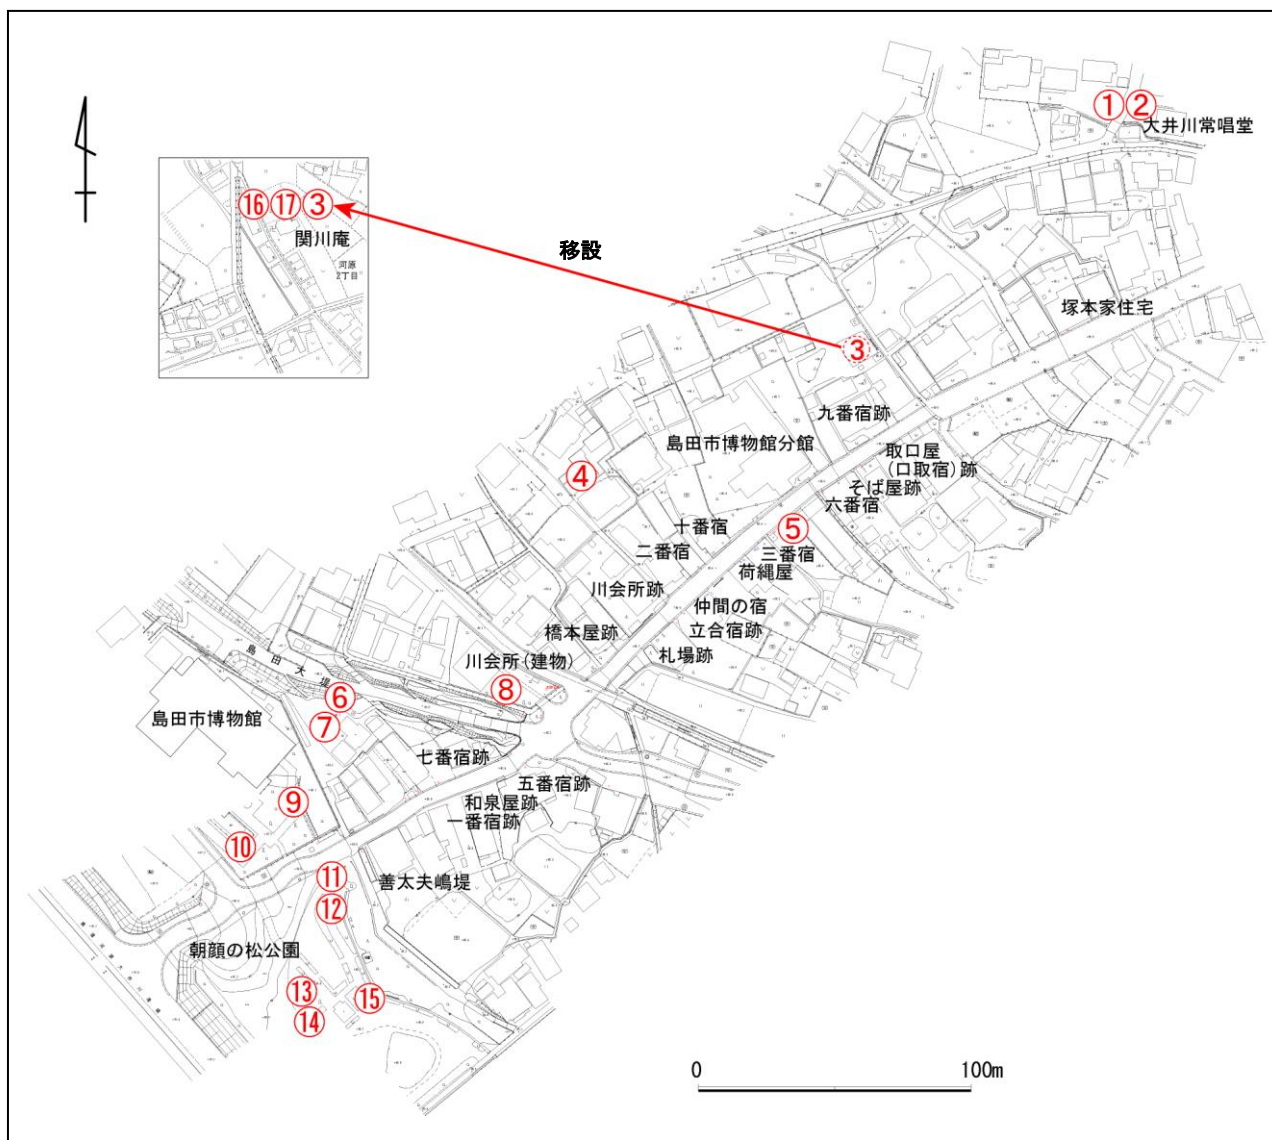 ① ②
大井川常唱堂
⑯ ⑰ ③
関川庵
河原
2丁目
移設
塚本家住宅
③
九番宿跡
島田市博物館分館
取口屋
(口取宿)跡
そば屋跡
六番宿
④
⑤
十番宿
二番宿
三番宿
荷縄屋
川会所跡
仲間の宿
立合宿跡
橋本屋跡
札場跡
川会所(建物)
⑧
島田大堤
⑥
⑦
島田市博物館
七番宿跡
五番宿跡
和泉屋跡
一番宿跡
⑨
⑩
⑪
善太夫嶋堤
⑫
朝顔の松公園
⑬
⑮
⑭
0 100m